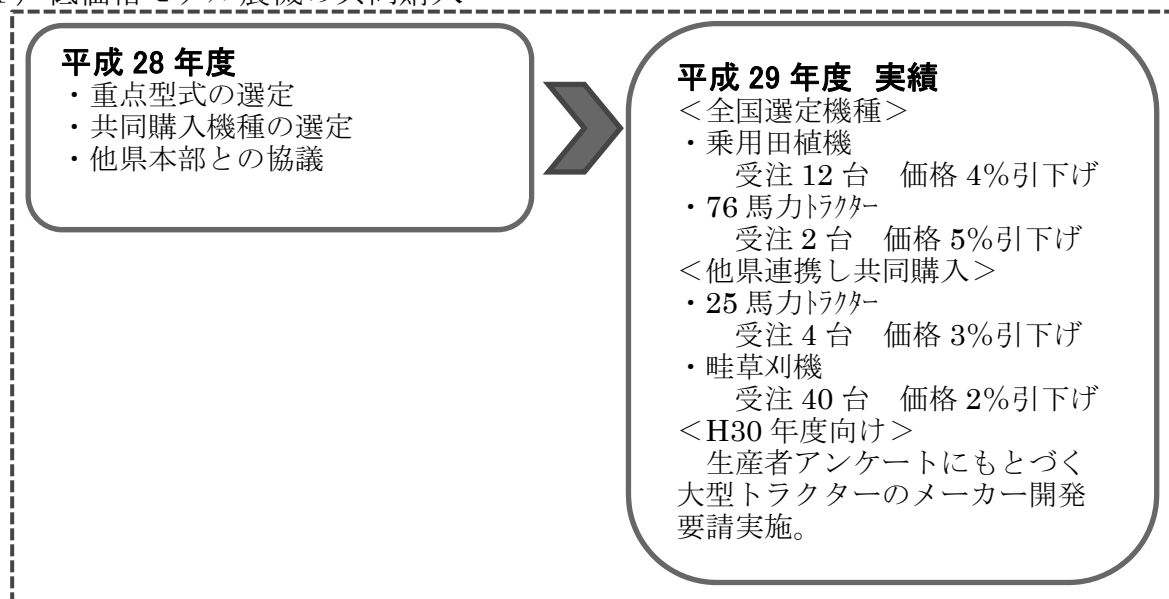 平成 28 年度
・重点型式の選定
・共同購入機種の選定
・他県本部との協議
平成 29 年度 実績
＜全国選定機種＞
・乗用田植機
受注 12 台　価格 4%引下げ
・76 馬力ﾄﾗｸﾀｰ
受注 2 台　価格 5%引下げ
＜他県連携し共同購入＞
・25 馬力ﾄﾗｸﾀｰ
受注 4 台　価格 3%引下げ
・畦草刈機
受注 40 台　価格 2%引下げ
＜H30 年度向け＞
生産者アンケートにもとづく
大型トラクターのメーカー開発
要請実施。